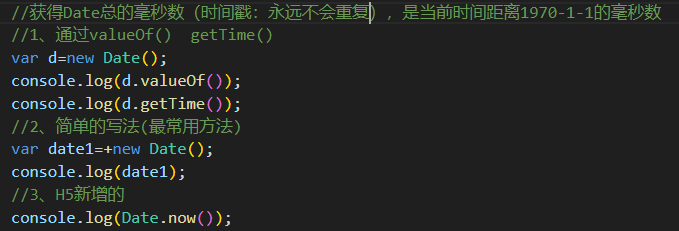 //获得Date总的毫秒数（时间戳：永远不会重复），是当前时间距离1970-1-1的毫秒数
//1、通过valueOf()  getTime()
var d=new Date();
console.log(d.valueOf());
console.log(d.getTime());
//2、简单的写法(最常用方法)
var date1=+new Date();
console.log(date1);
//3、H5新增的
console.log(Date.now());